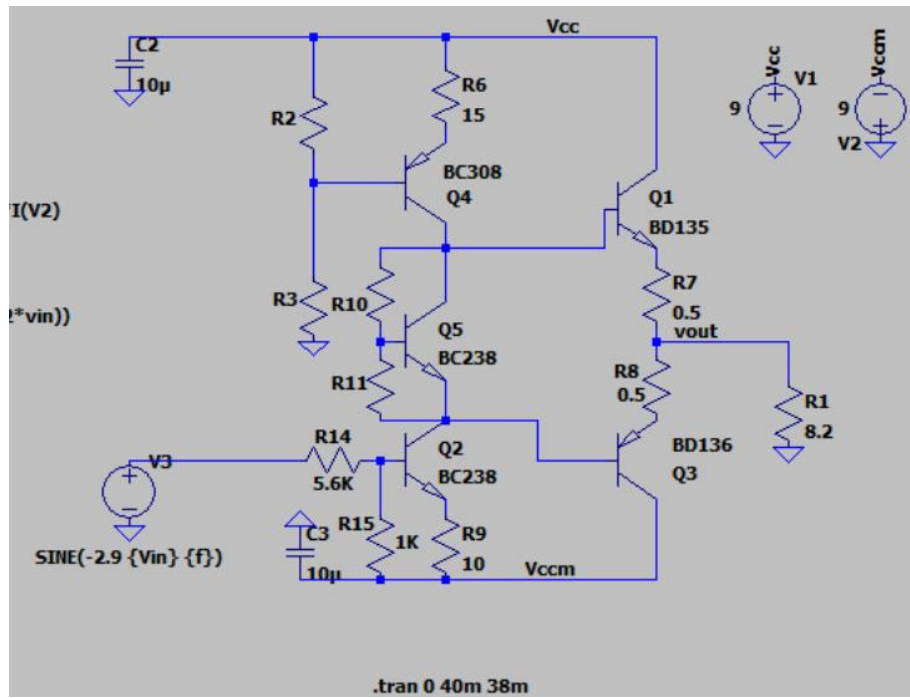 Vcc
C2
10µ
R2
R6
15
Vcc
V1
9
Vccm
9
V2
BC308
Q4
Q1
BD135
FI(V2)
R3
R10
R7
0.5
vout
2*vin))
Q5
BC238
R11
R8
0.5
R1
8.2
R14
5.6K
Q2
BC238
BD136
Q3
V3
SINE(-2.9 {Vin} {f})
C3
10µ
R15
1K
R9
10
Vccm
.tran 0 40m 38m